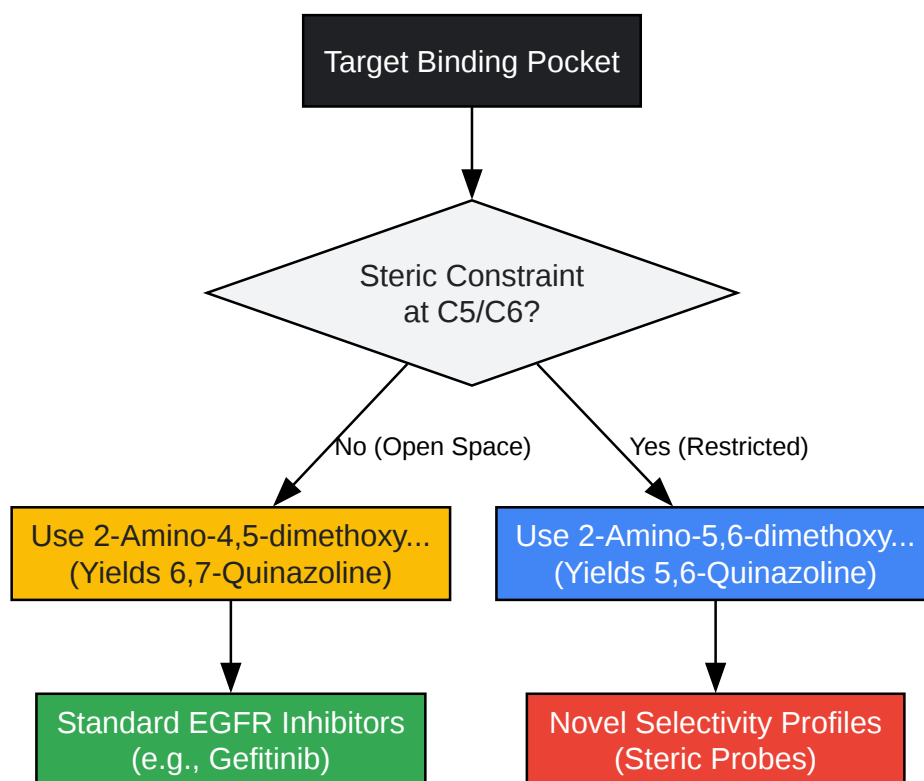 Target Binding Pocket
Steric Constraint
at C5/C6?
No (Open Space)
Yes (Restricted)
Use 2-Amino-4,5-dimethoxy...
(Yields 6,7-Quinazoline)
Use 2-Amino-5,6-dimethoxy...
(Yields 5,6-Quinazoline)
Standard EGFR Inhibitors
(e.g., Gefitinib)
Novel Selectivity Profiles
(Steric Probes)